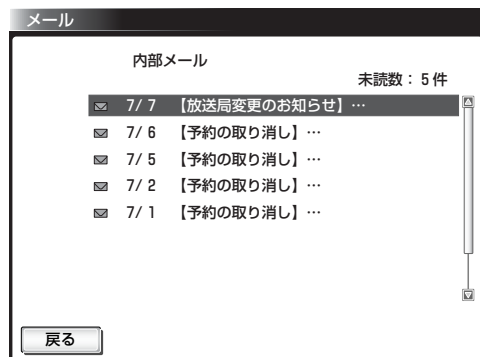 メール
内部メール
未読数：5件
7/ 7 【放送局変更のお知らせ】…
7/ 6 【予約の取り消し】…
7/ 5 【予約の取り消し】…
7/ 2 【予約の取り消し】…
7/ 1 【予約の取り消し】…
戻る